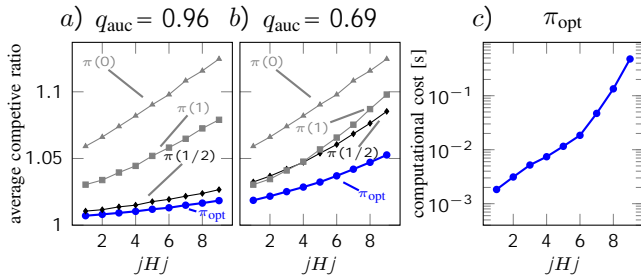 a) q_auc = 0.96
b) q_auc = 0.69
c) π_opt
average competive ratio
1.1
1.05
1
π(0)
π(1)
π(1/2)
π_opt
2 4 6 8
jHj
π(0)
π(1)
π(1/2)
π_opt
2 4 6 8
jHj
computational cost [s]
10⁻¹
10⁻²
10⁻³
2 4 6 8
jHj